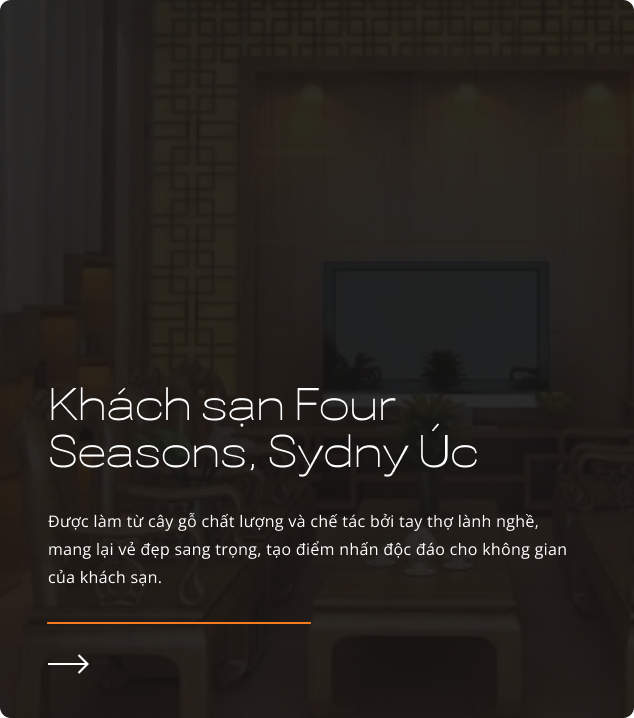 Khách sạn Four
Seasons, Sydny Úc
Được làm từ cây gỗ chất lượng và chế tác bởi tay thợ lành nghề,
mang lại vẻ đẹp sang trọng, tạo điểm nhấn độc đáo cho không gian
của khách sạn.